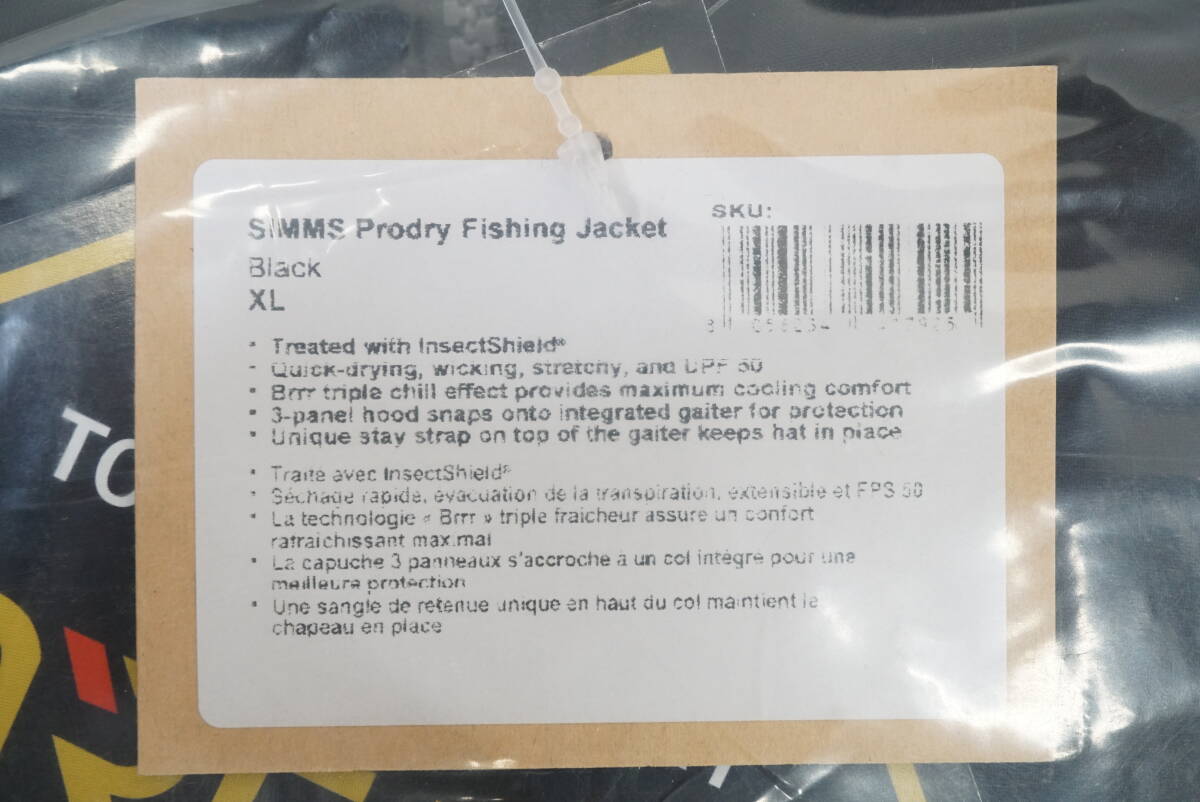 SIMMS Prodry Fishing Jacket
Black
XL
SKU:
• Treated with InsectShield®
• Quick-drying, wicking, stretchy, and UPF 50
• Brrr triple chill effect provides maximum cooling comfort
• 3-panel hood snaps onto integrated gaiter for protection
• Unique stay strap on top of the gaiter keeps hat in place
• Traite avec InsectShield®
• Séchage rapide, évacuation de la transpiration, extensible et FPS 50
• La technologie « Brrr » triple fraicheur assure un confort
rafraichissant maximal
• La capuche 3 panneaux s'accroche à un col intègre pour une
meilleure protection
• Une sangle de retenue unique en haut du col maintient le
chapeau en place
TO